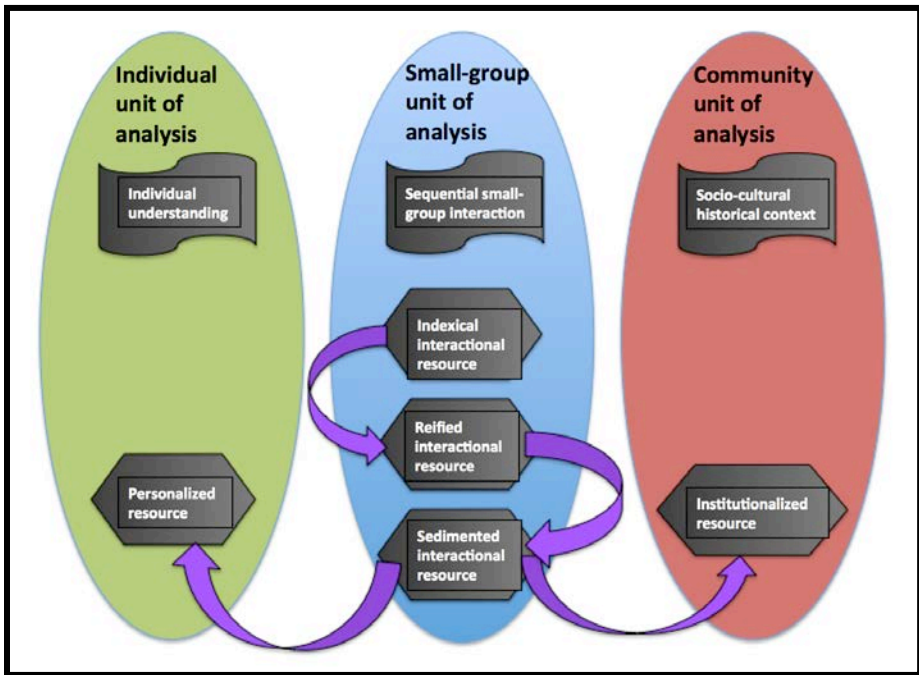 Individual
unit of
analysis
Individual
understanding
Personalized
resource
Small-group
unit of
analysis
Sequential small-
group interaction
Indexical
interactional
resource
Reified
interactional
resource
Sedimented
interactional
resource
Community
unit of
analysis
Socio-cultural
historical context
Institutionalized
resource